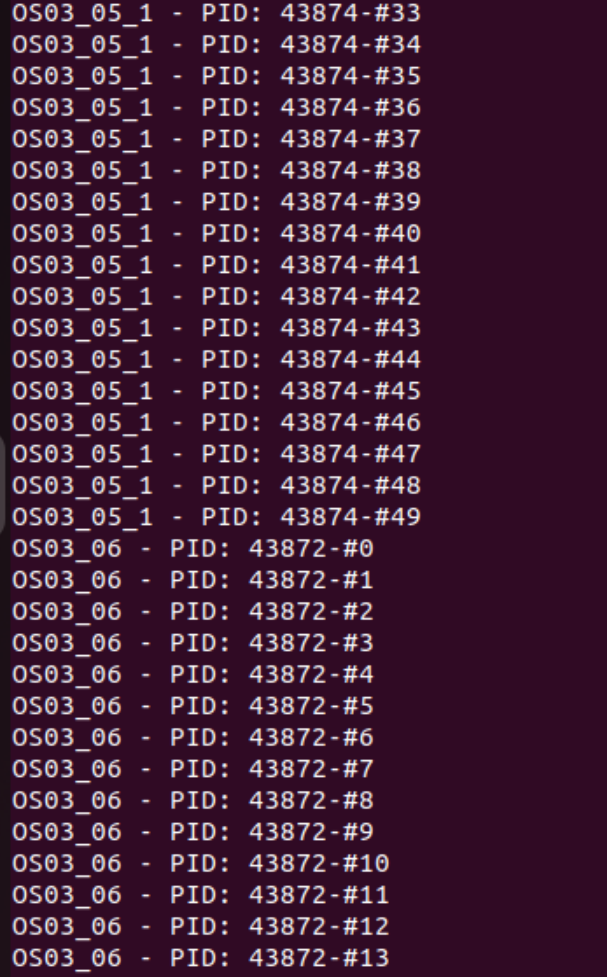 OS03_05_1 - PID: 43874-#33
OS03_05_1 - PID: 43874-#34
OS03_05_1 - PID: 43874-#35
OS03_05_1 - PID: 43874-#36
OS03_05_1 - PID: 43874-#37
OS03_05_1 - PID: 43874-#38
OS03_05_1 - PID: 43874-#39
OS03_05_1 - PID: 43874-#40
OS03_05_1 - PID: 43874-#41
OS03_05_1 - PID: 43874-#42
OS03_05_1 - PID: 43874-#43
OS03_05_1 - PID: 43874-#44
OS03_05_1 - PID: 43874-#45
OS03_05_1 - PID: 43874-#46
OS03_05_1 - PID: 43874-#47
OS03_05_1 - PID: 43874-#48
OS03_05_1 - PID: 43874-#49
OS03_06 - PID: 43872-#0
OS03_06 - PID: 43872-#1
OS03_06 - PID: 43872-#2
OS03_06 - PID: 43872-#3
OS03_06 - PID: 43872-#4
OS03_06 - PID: 43872-#5
OS03_06 - PID: 43872-#6
OS03_06 - PID: 43872-#7
OS03_06 - PID: 43872-#8
OS03_06 - PID: 43872-#9
OS03_06 - PID: 43872-#10
OS03_06 - PID: 43872-#11
OS03_06 - PID: 43872-#12
OS03_06 - PID: 43872-#13